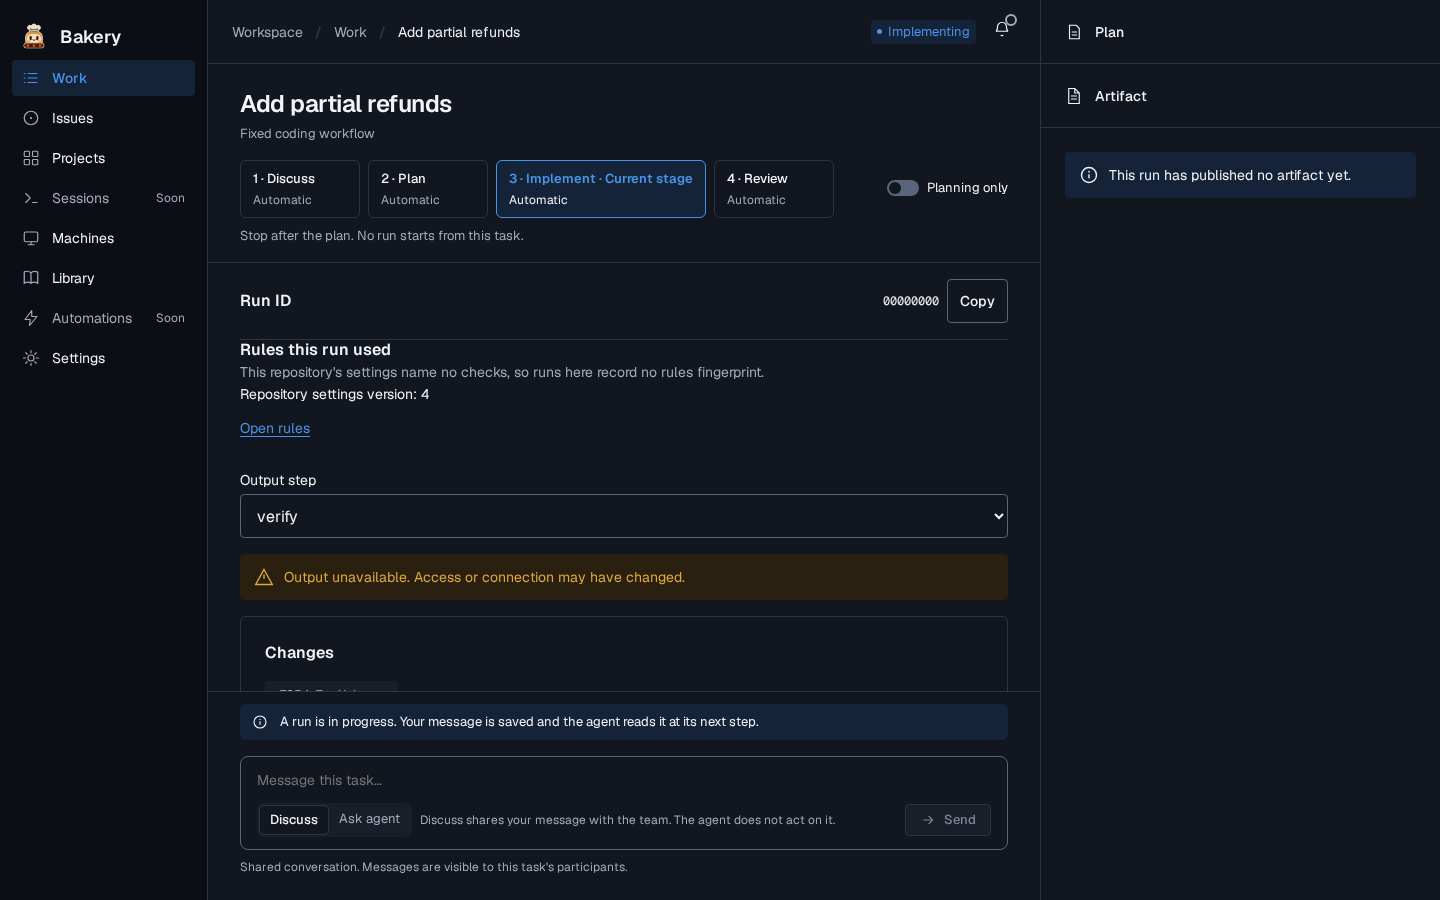 Bakery
Work
Issues
Projects
Sessions Soon
Machines
Library
Automations Soon
Settings
Workspace / Work / Add partial refunds
Implementing
Add partial refunds
Fixed coding workflow
1 · Discuss
Automatic
2 · Plan
Automatic
3 · Implement · Current stage
Automatic
4 · Review
Automatic
Planning only
Stop after the plan. No run starts from this task.
Run ID
00000000
Copy
Rules this run used
This repository's settings name no checks, so runs here record no rules fingerprint.
Repository settings version: 4
Open rules
Output step
verify
Output unavailable. Access or connection may have changed.
Changes
A run is in progress. Your message is saved and the agent reads it at its next step.
Message this task...
Discuss
Ask agent
Discuss shares your message with the team. The agent does not act on it.
Send
Shared conversation. Messages are visible to this task's participants.
Plan
Artifact
This run has published no artifact yet.